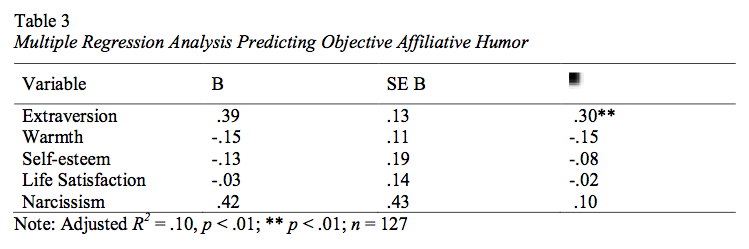 Table 3
Multiple Regression Analysis Predicting Objective Affiliative Humor
Variable B SE B
Extraversion .39 .13 .30**
Warmth -.15 .11 -.15
Self-esteem -.13 .19 -.08
Life Satisfaction -.03 .14 -.02
Narcissism .42 .43 .10
Note: Adjusted R² = .10, p < .01; ** p < .01; n = 127